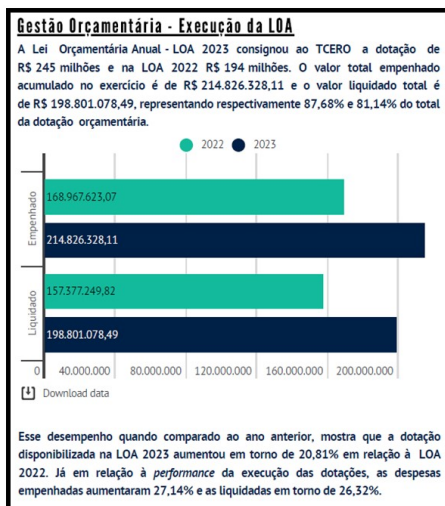 Gestão Orçamentária - Execução da LOA
A Lei Orçamentária Anual - LOA 2023 consignou ao TCERO a dotação de
R$ 245 milhões e na LOA 2022 R$ 194 milhões. O valor total empenhado
acumulado no exercício é de R$ 214.826.328,11 e o valor liquidado total é
de R$ 198.801.078,49, representando respectivamente 87,68% e 81,14% do total
da dotação orçamentária.
2022 2023
Empenhado
168.967.623,07
214.826.328,11
Liquidado
157.377.249,82
198.801.078,49
0 40.000.000 80.000.000 120.000.000 160.000.000 200.000.000
Download data
Esse desempenho quando comparado ao ano anterior, mostra que a dotação
disponibilizada na LOA 2023 aumentou em torno de 20,81% em relação à LOA
2022. Já em relação à performance da execução das dotações, as despesas
empenhadas aumentaram 27,14% e as liquidadas em torno de 26,32%.